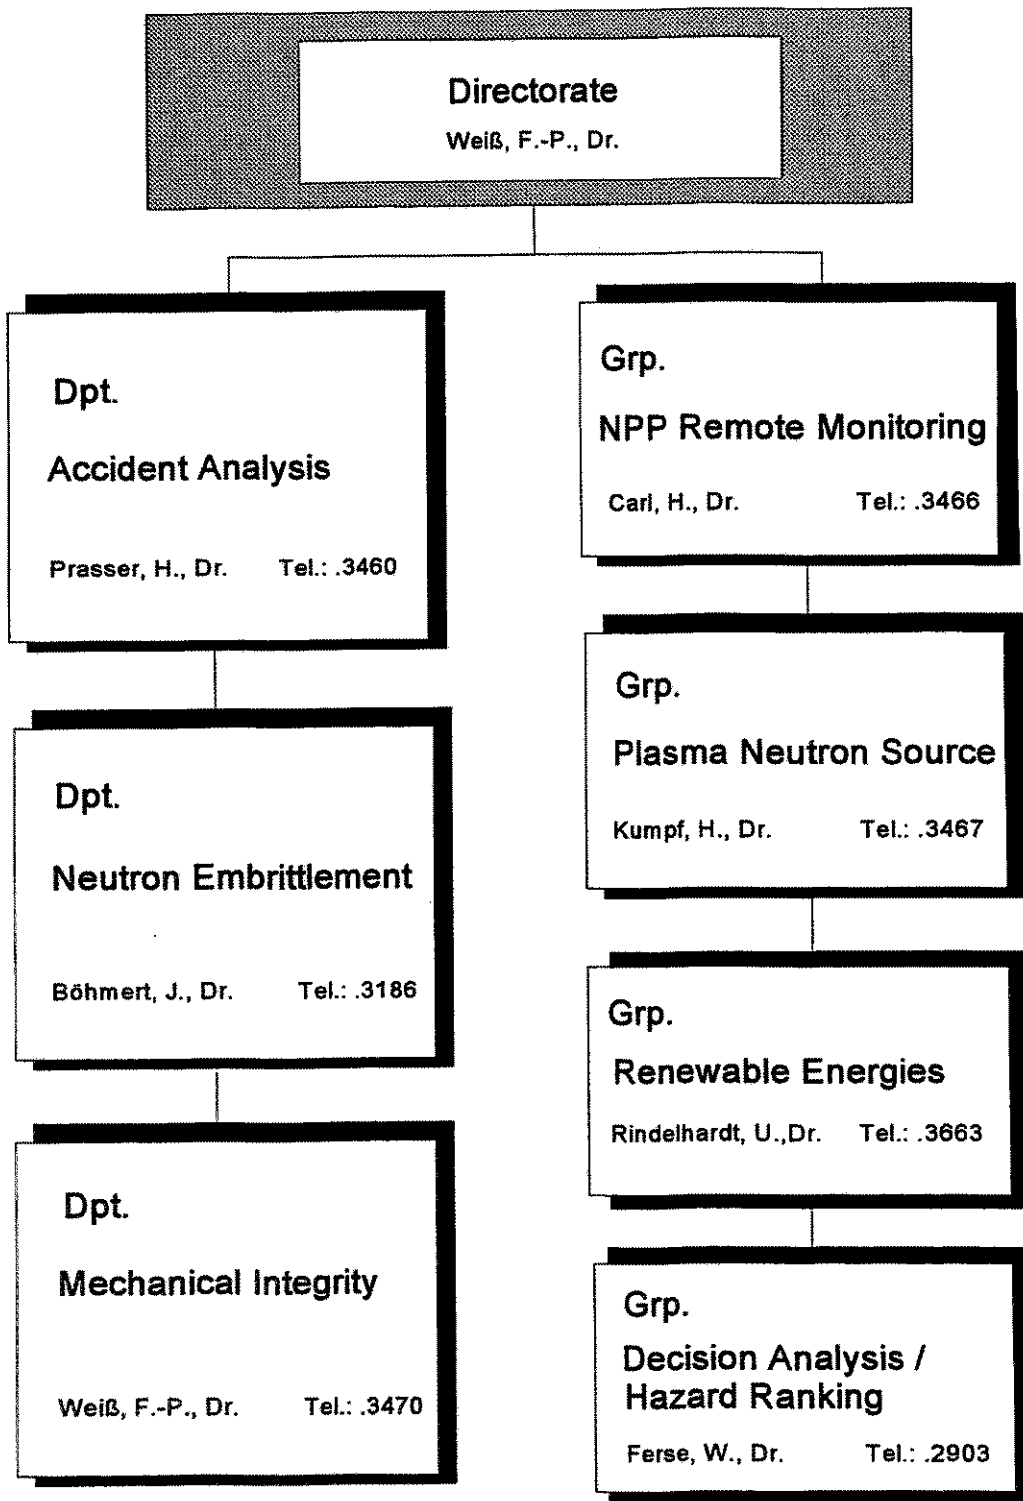 Directorate
Weiß, F.-P., Dr.
Dpt.
Accident Analysis
Prasser, H., Dr. Tel.: .3460
Dpt.
Neutron Embrittlement
Böhmert, J., Dr. Tel.: .3186
Dpt.
Mechanical Integrity
Weiß, F.-P., Dr. Tel.: .3470
Grp.
NPP Remote Monitoring
Carl, H., Dr. Tel.: .3466
Grp.
Plasma Neutron Source
Kumpf, H., Dr. Tel.: .3467
Grp.
Renewable Energies
Rindelhardt, U.,Dr. Tel.: .3663
Grp.
Decision Analysis /
Hazard Ranking
Ferse, W., Dr. Tel.: .2903